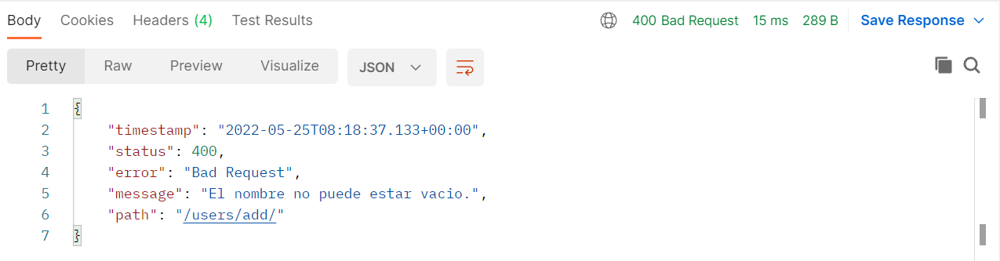 Body Cookies Headers (4) Test Results 400 Bad Request 15 ms 289 B Save Response
Pretty Raw Preview Visualize JSON
1 {
2 "timestamp": "2022-05-25T08:18:37.133+00:00",
3 "status": 400,
4 "error": "Bad Request",
5 "message": "El nombre no puede estar vacio.",
6 "path": "/users/add/"
7 }